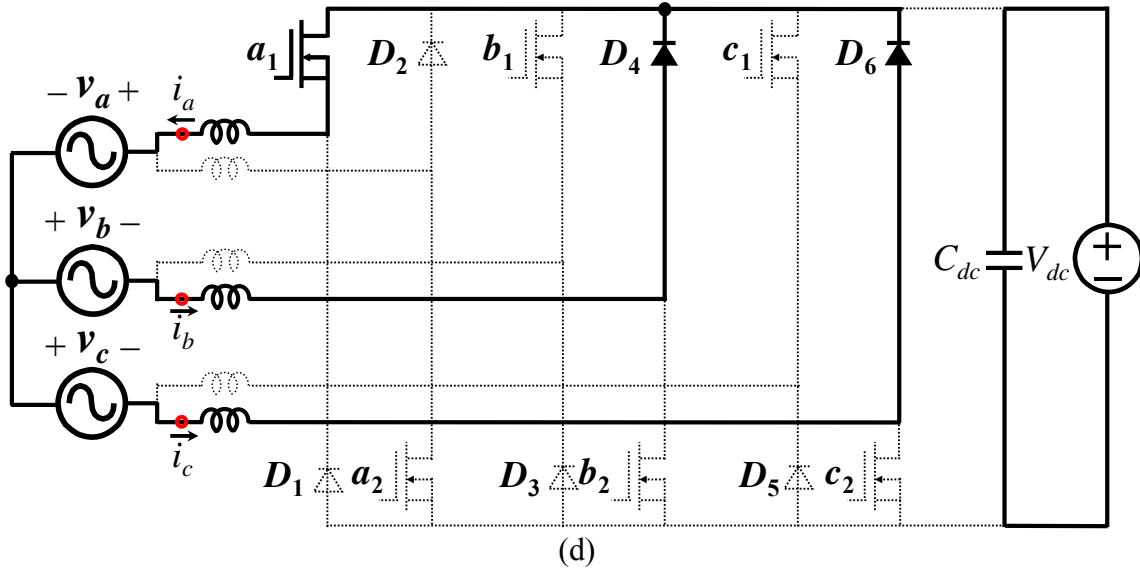 a1 D2 b1 D4 c1 D6
− va + ia
+ vb −
ib
Cdc Vdc + −
+ vc −
ic
D1 a2 D3 b2 D5 c2
(d)